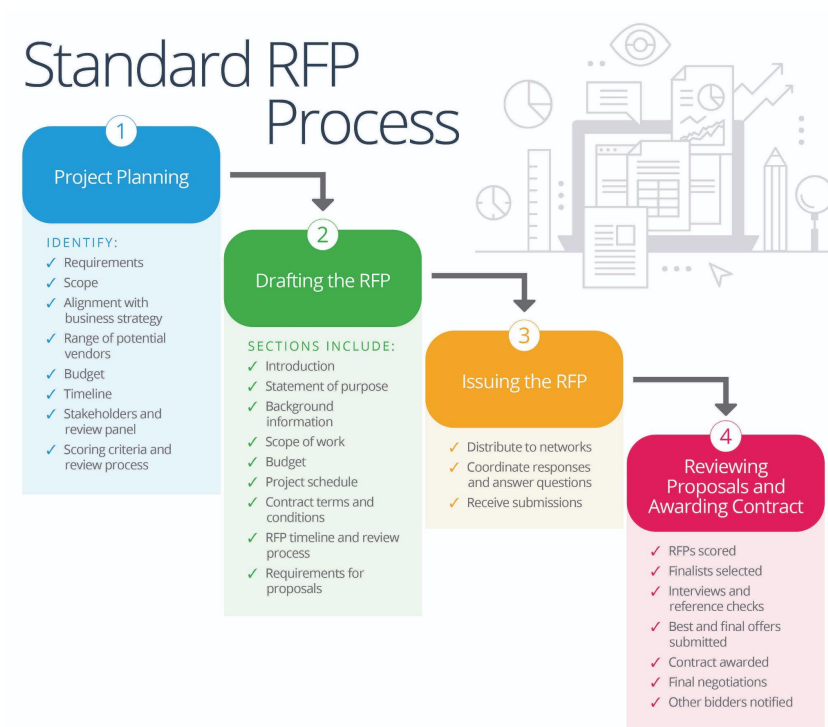 Standard RFP
Process
1
Project Planning
IDENTIFY:
✓ Requirements
✓ Scope
✓ Alignment with
business strategy
✓ Range of potential
vendors
✓ Budget
✓ Timeline
✓ Stakeholders and
review panel
✓ Scoring criteria and
review process
2
Drafting the RFP
SECTIONS INCLUDE:
✓ Introduction
✓ Statement of purpose
✓ Background
information
✓ Scope of work
✓ Budget
✓ Project schedule
✓ Contract terms and
conditions
✓ RFP timeline and review
process
✓ Requirements for
proposals
3
Issuing the RFP
✓ Distribute to networks
✓ Coordinate responses
and answer questions
✓ Receive submissions
4
Reviewing
Proposals and
Awarding Contract
✓ RFPs scored
✓ Finalists selected
✓ Interviews and
reference checks
✓ Best and final offers
submitted
✓ Contract awarded
✓ Final negotiations
✓ Other bidders notified